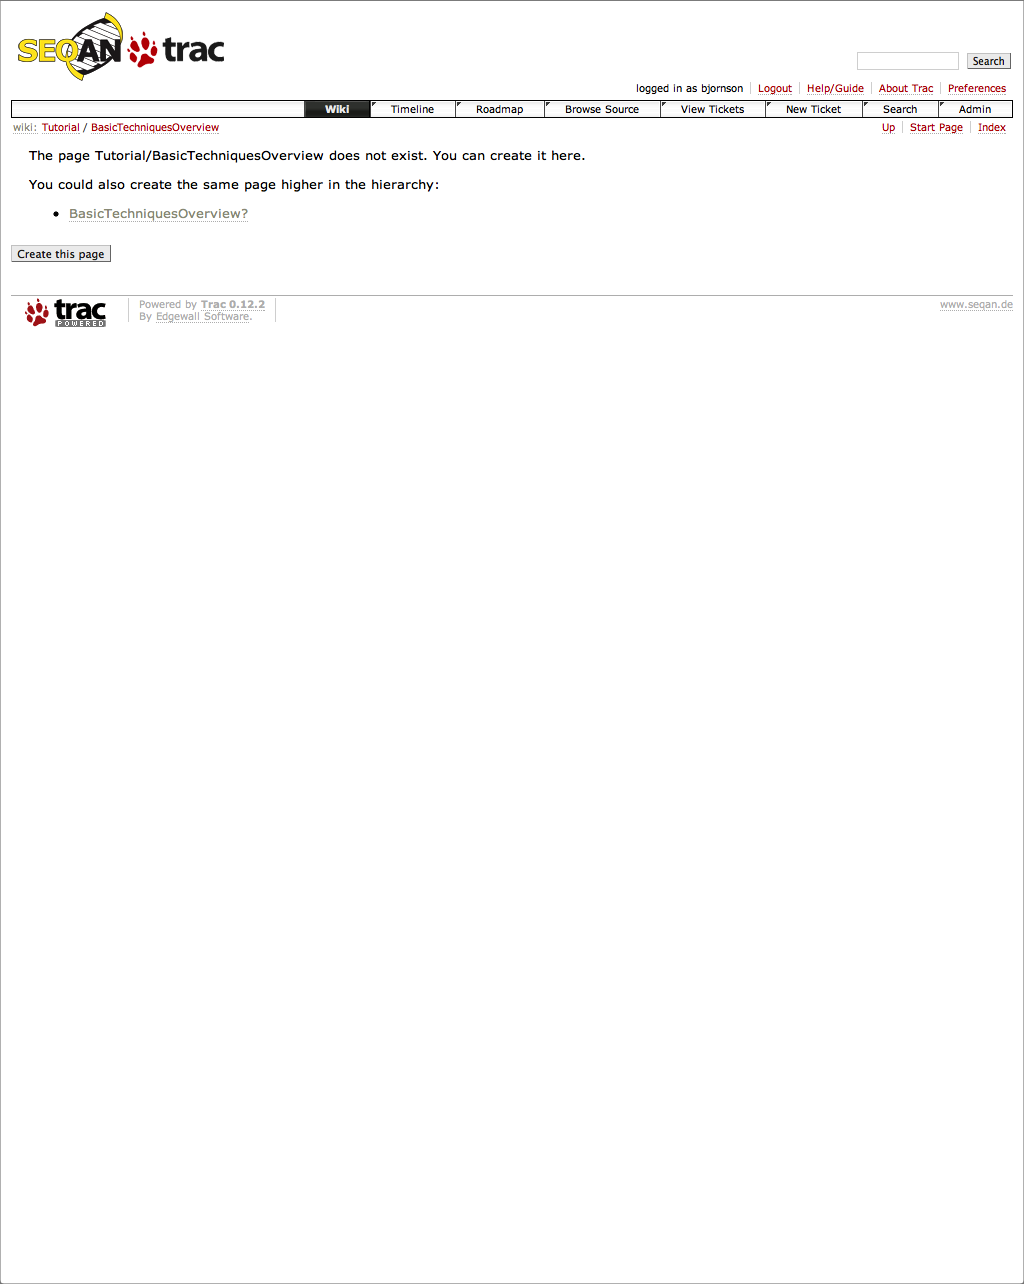 SEQAN trac
Search
logged in as bjornson Logout Help/Guide About Trac Preferences
Wiki Timeline Roadmap Browse Source View Tickets New Ticket Search Admin
wiki: Tutorial / BasicTechniquesOverview Up Start Page Index
The page Tutorial/BasicTechniquesOverview does not exist. You can create it here.
You could also create the same page higher in the hierarchy:
• BasicTechniquesOverview?
Create this page
trac POWERED
Powered by Trac 0.12.2
By Edgewall Software.
www.seqan.de